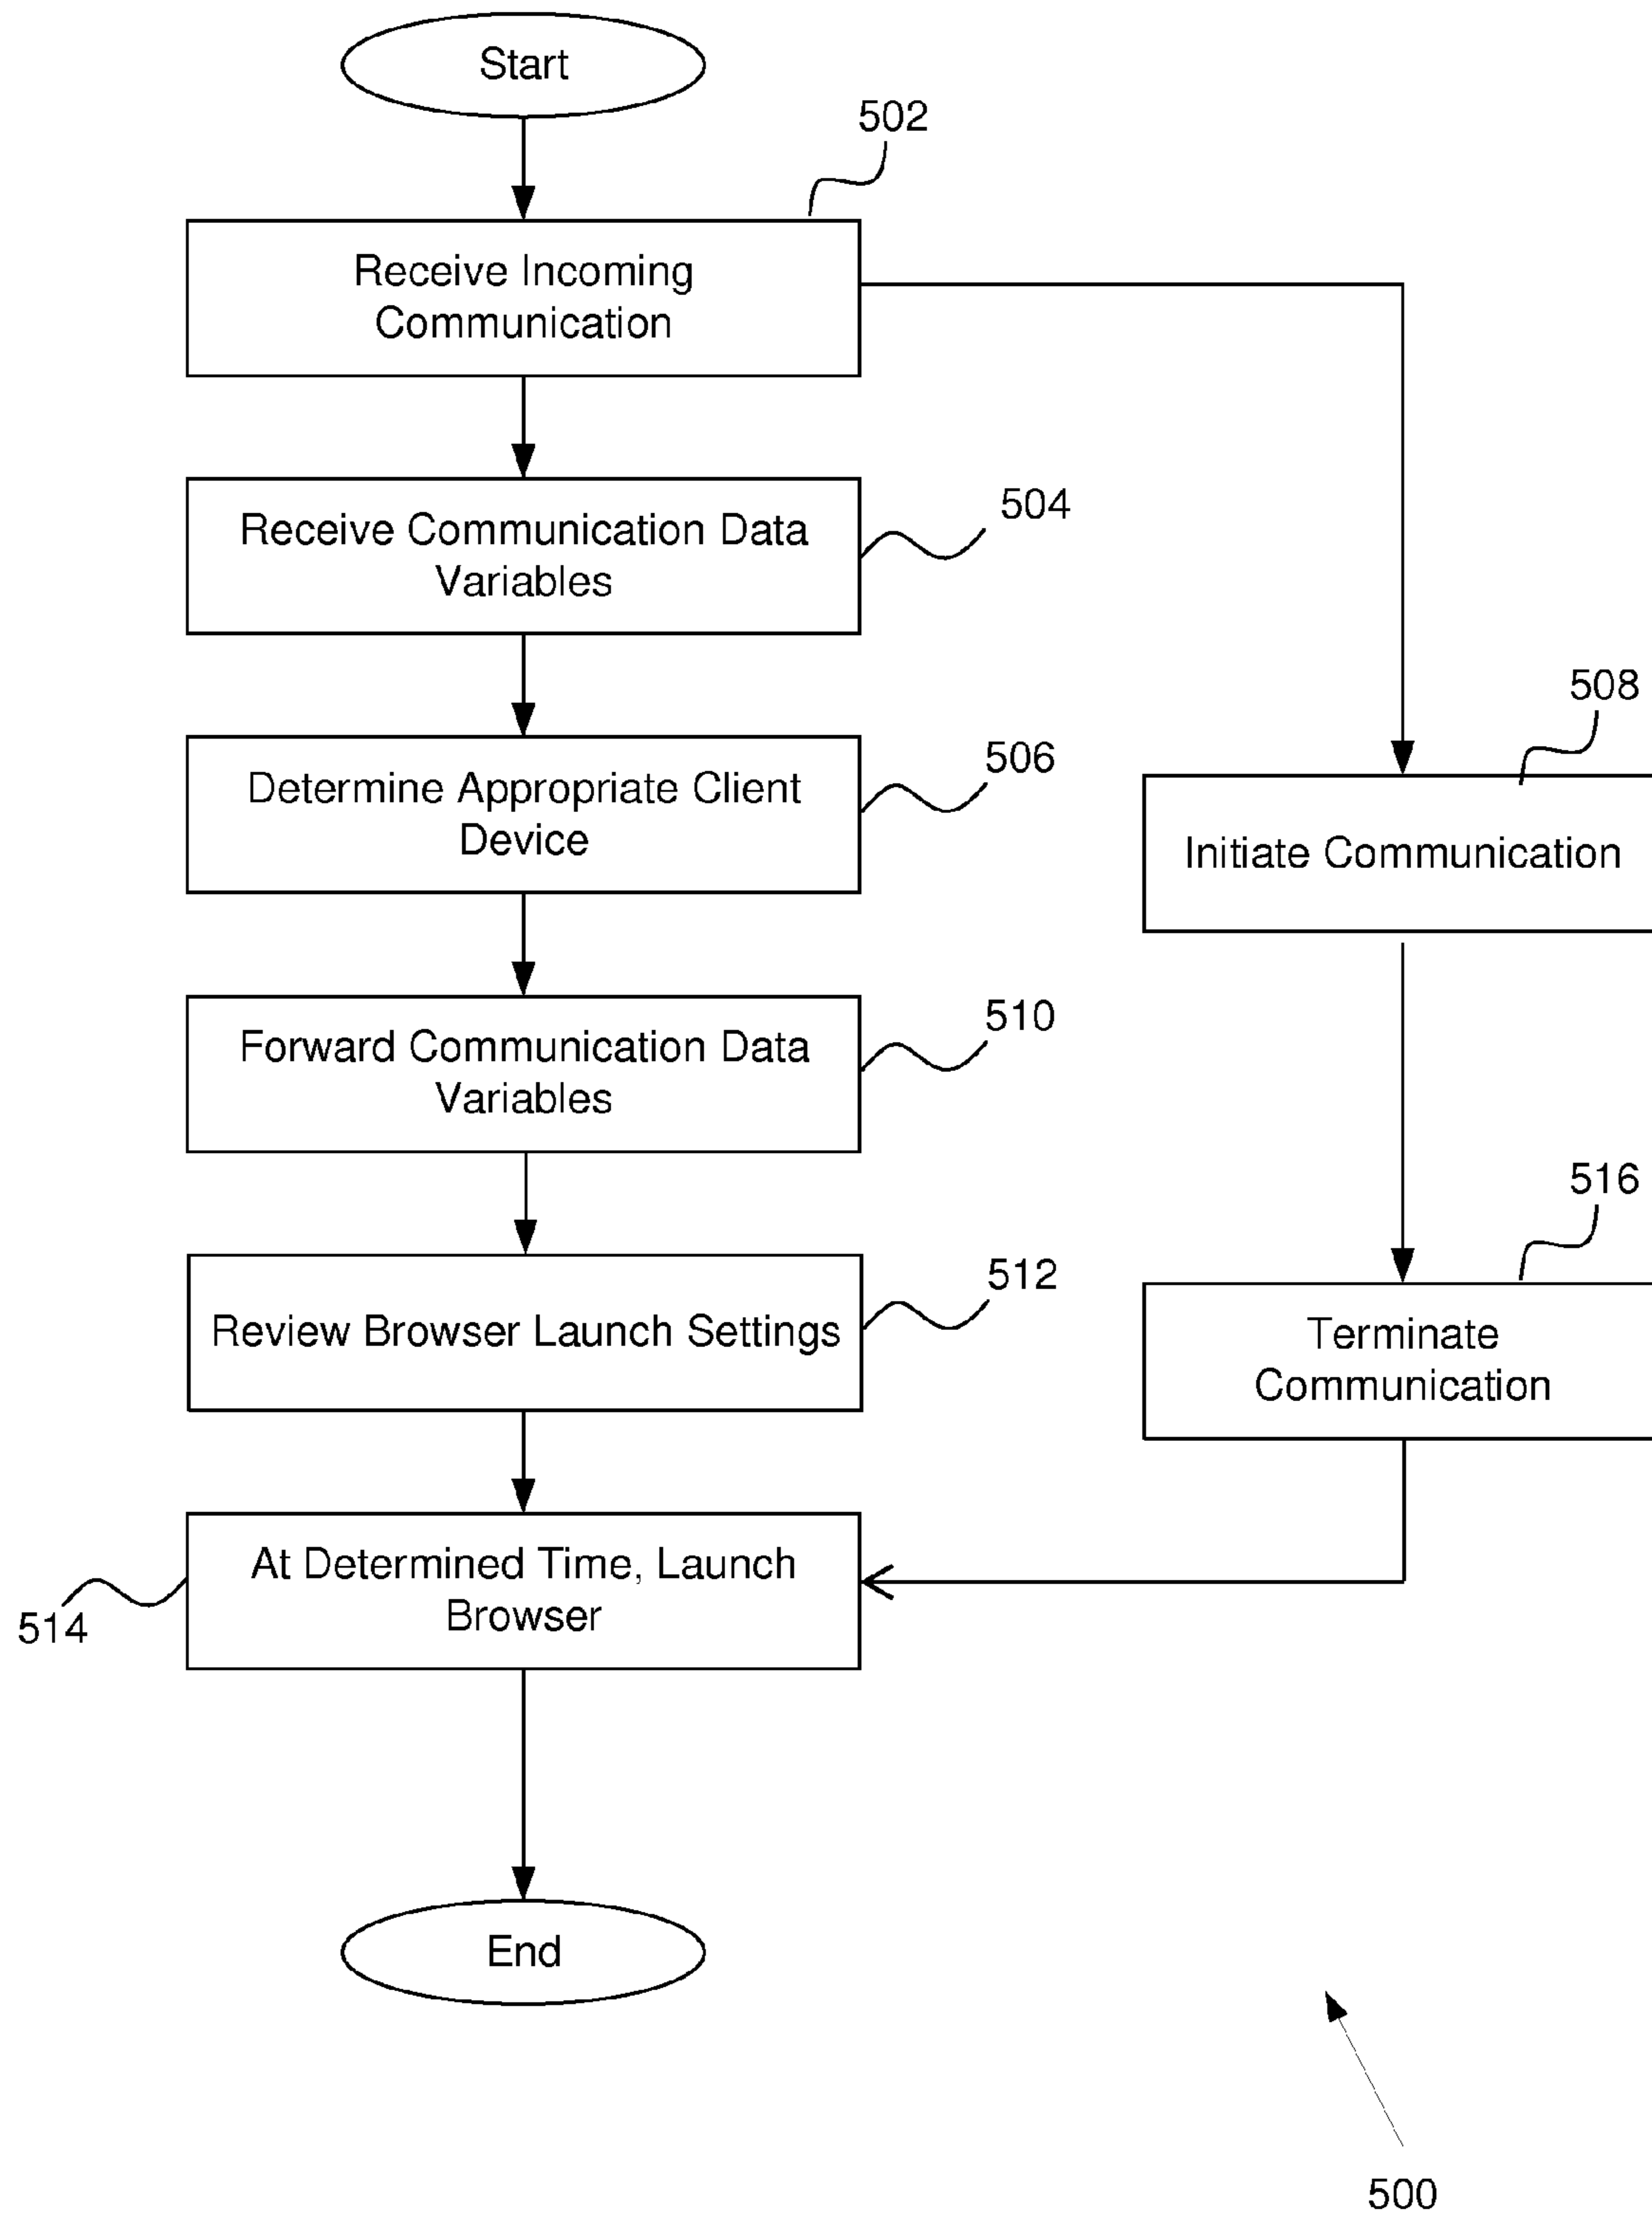 Start
502
Receive Incoming
Communication
504
Receive Communication Data
Variables
506
Determine Appropriate Client
Device
508
Initiate Communication
510
Forward Communication Data
Variables
512
Review Browser Launch Settings
516
Terminate
Communication
At Determined Time, Launch
Browser
514
End
500